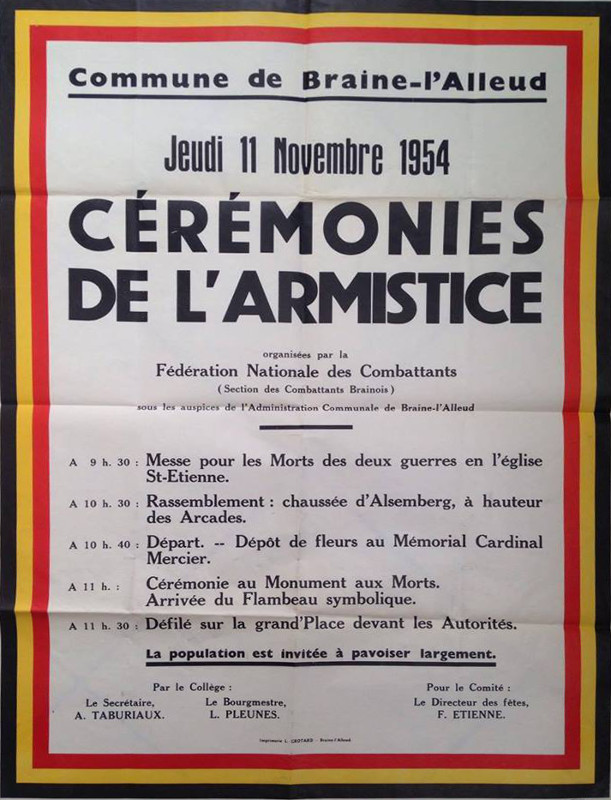 Commune de Braine-l'Alleud
Jeudi 11 Novembre 1954
CÉRÉMONIES
DE L'ARMISTICE
organisées par la
Fédération Nationale des Combattants
(Section des Combattants Brainois)
sous les auspices de l'Administration Communale de Braine-l'Alleud
A 9 h. 30 : Messe pour les Morts des deux guerres en l'église
St-Etienne.
A 10 h. 30 : Rassemblement : chaussée d'Alsemberg, à hauteur
des Arcades.
A 10 h. 40 : Départ. -- Dépôt de fleurs au Mémorial Cardinal
Mercier.
A 11 h. : Cérémonie au Monument aux Morts.
Arrivée du Flambeau symbolique.
A 11 h. 30 : Défilé sur la grand'Place devant les Autorités.
La population est invitée à pavoiser largement.
Par le Collège :
Le Secrétaire, Le Bourgmestre,
A. TABURIAUX. L. PLEUNES.
Pour le Comité :
Le Directeur des fêtes,
F. ETIENNE.
Imprimerie L. CROTARD - Braine-l'Alleud